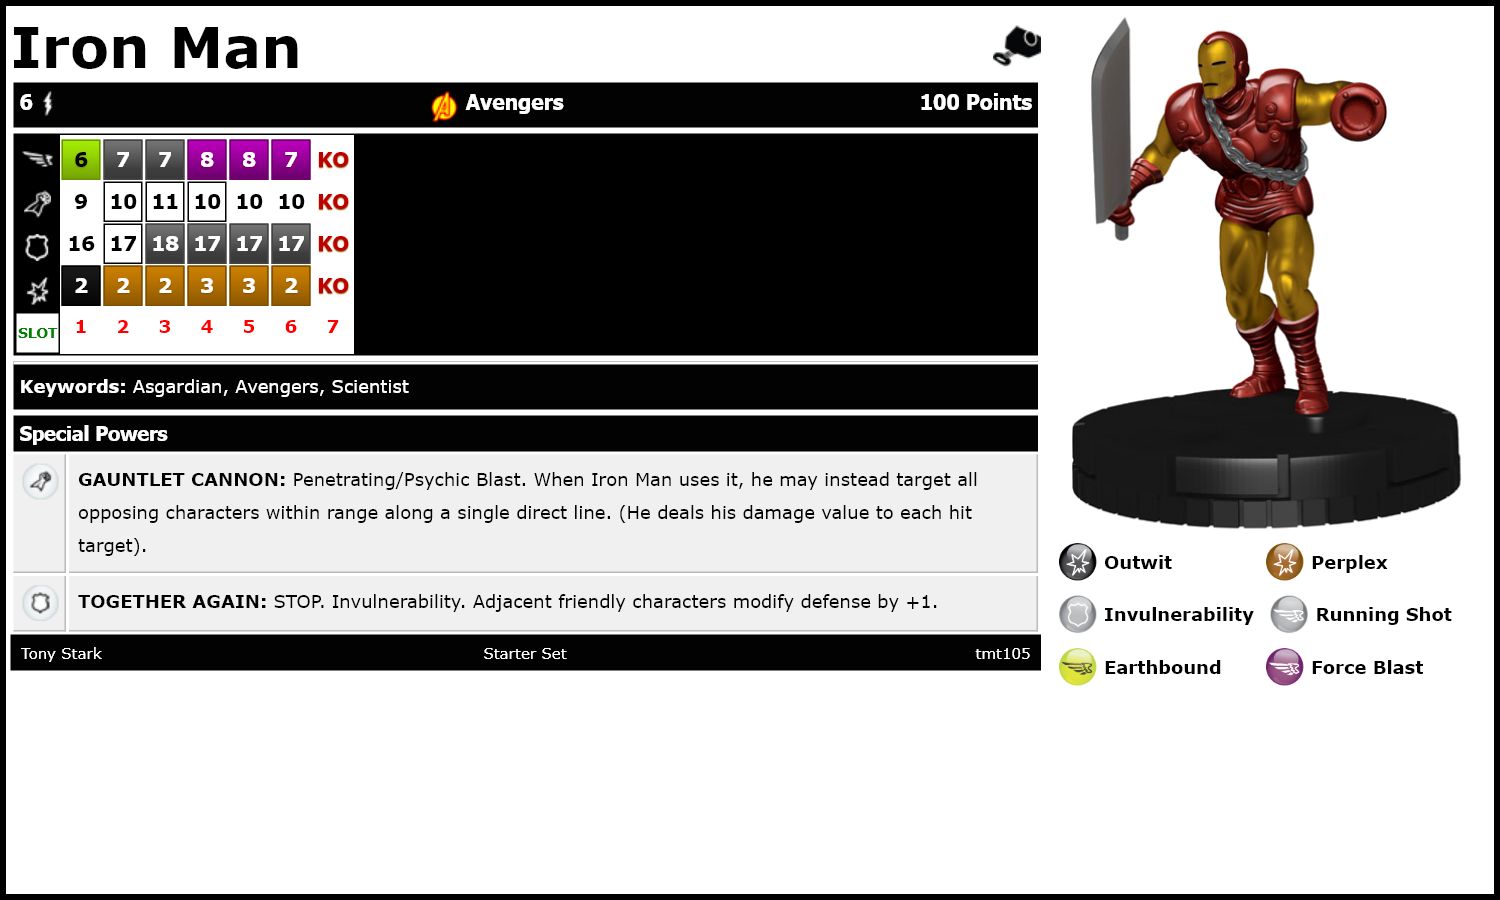 Iron Man
6 Avengers 100 Points
6 7 7 8 8 7 KO
9 10 11 10 10 10 KO
16 17 18 17 17 17 KO
2 2 2 3 3 2 KO
SLOT 1 2 3 4 5 6 7
Keywords: Asgardian, Avengers, Scientist
Special Powers
GAUNTLET CANNON: Penetrating/Psychic Blast. When Iron Man uses it, he may instead target all
opposing characters within range along a single direct line. (He deals his damage value to each hit
target).
TOGETHER AGAIN: STOP. Invulnerability. Adjacent friendly characters modify defense by +1.
Tony Stark Starter Set tmt105
Outwit Perplex
Invulnerability Running Shot
Earthbound Force Blast